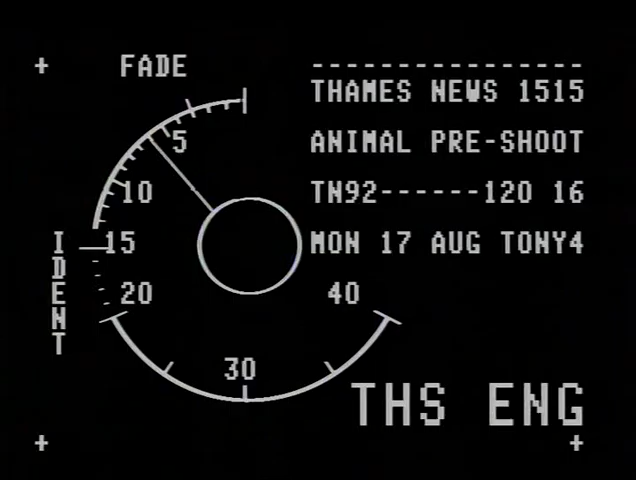 FADE
----------------
THAMES NEWS 1515
ANIMAL PRE-SHOOT
TN92------120 16
MON 17 AUG TONY4
5
10
15
20
30
40
IDENT
THS ENG